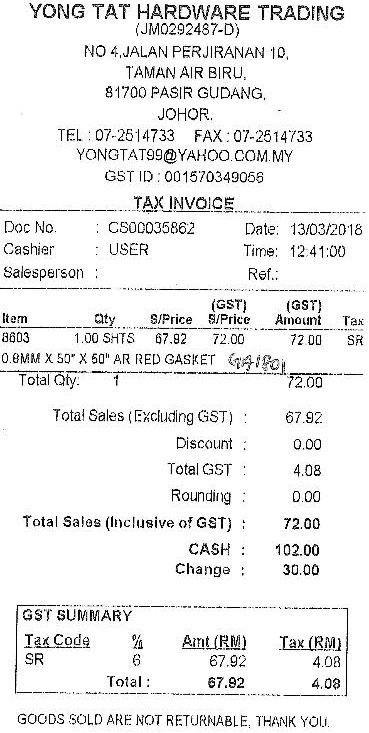 YONG TAT HARDWARE TRADING
(JM0292487-D)
NO 4,JALAN PERJIRANAN 10,
TAMAN AIR BIRU,
81700 PASIR GUDANG,
JOHOR.
TEL : 07-2514733 FAX : 07-2514733
YONGTAT99@YAHOO.COM.MY
GST ID : 001570349056
TAX INVOICE
Doc No. : CS00035862 Date: 13/03/2018
Cashier : USER Time: 12:41:00
Salesperson : Ref.:
(GST) (GST)
Item Qty S/Price S/Price Amount Tax
8603 1.00 SHTS 67.92 72.00 72.00 SR
0.8MM X 50" X 50" AR RED GASKET
Total Qty: 1 72.00
Total Sales (Excluding GST) : 67.92
Discount : 0.00
Total GST : 4.08
Rounding : 0.00
Total Sales (Inclusive of GST) : 72.00
CASH : 102.00
Change : 30.00
GST SUMMARY
Tax Code % Amt (RM) Tax (RM)
SR 6 67.92 4.08
Total : 67.92 4.08
GOODS SOLD ARE NOT RETURNABLE, THANK YOU.